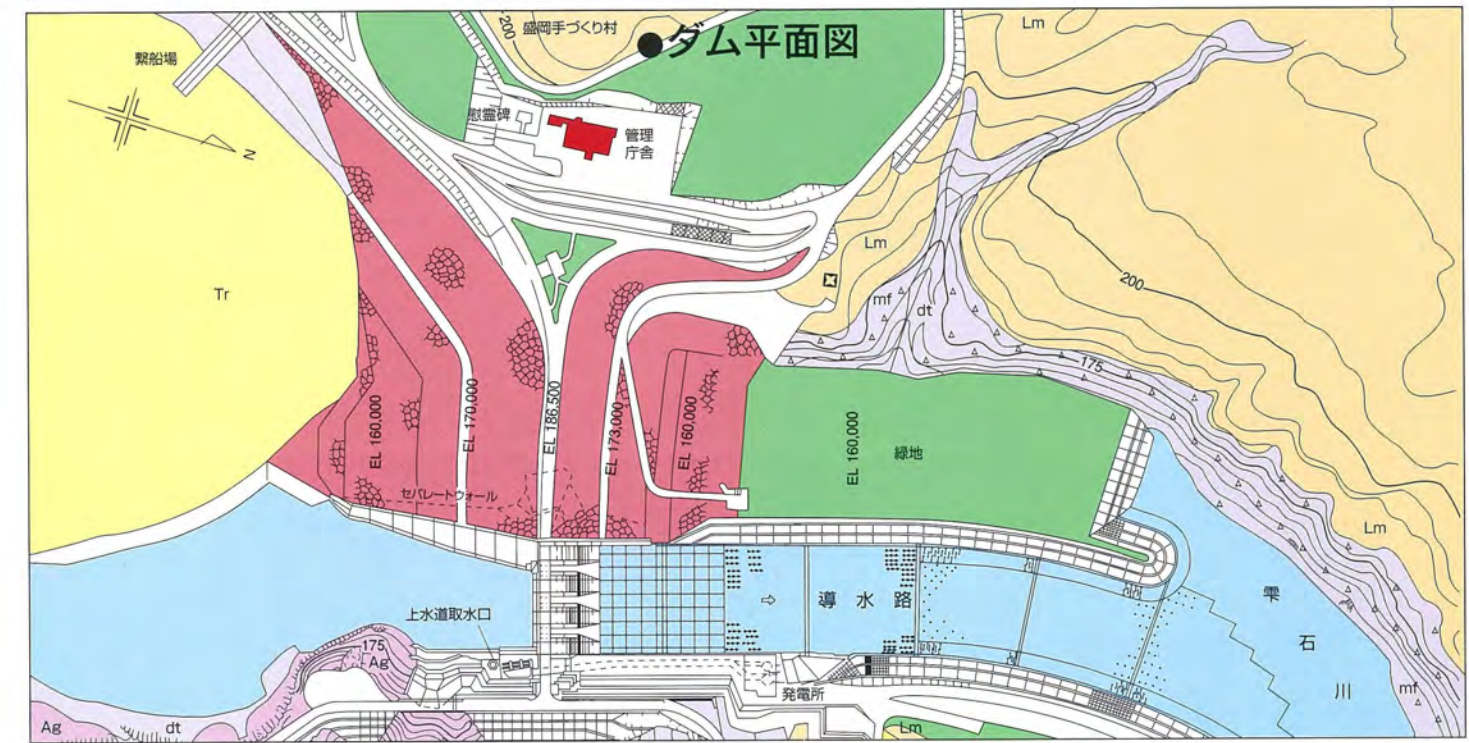 ●ダム平面図
盛岡手づくり村
200
Lm
繋船場
N
慰霊碑
管理
庁舎
Tr
Lm
200
mf
dt
175
EL 160,000
EL 170,000
EL 186,500
EL 173,000
EL 160,000
EL 160,000
緑地
セパレートウォール
Lm
上水道取水口
導水路
雫
石
川
175
Ag
発電所
mf
Ag
dt
Lm